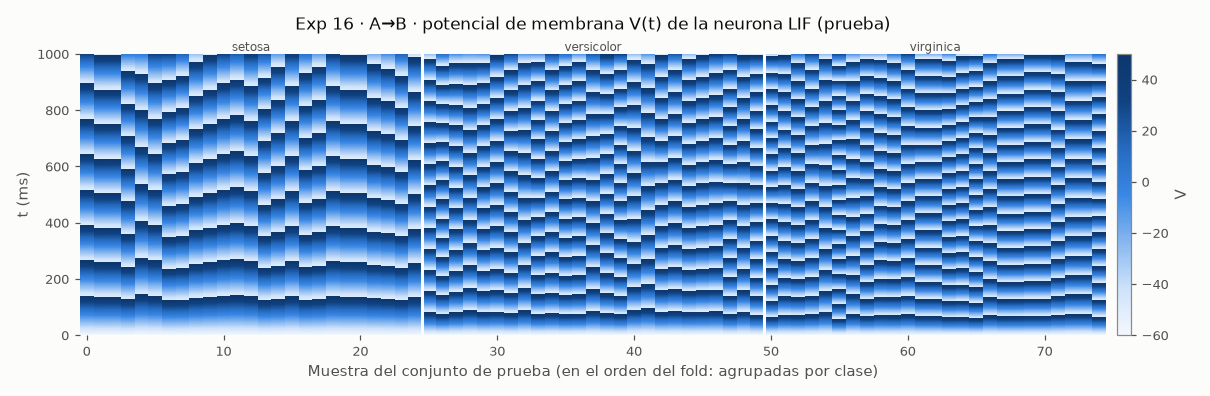 Exp 16 · A→B · potencial de membrana V(t) de la neurona LIF (prueba)
setosa versicolor virginica
1000
800
600
400
200
0
t (ms)
0 10 20 30 40 50 60 70
Muestra del conjunto de prueba (en el orden del fold: agrupadas por clase)
40
20
0
−20
−40
−60
V